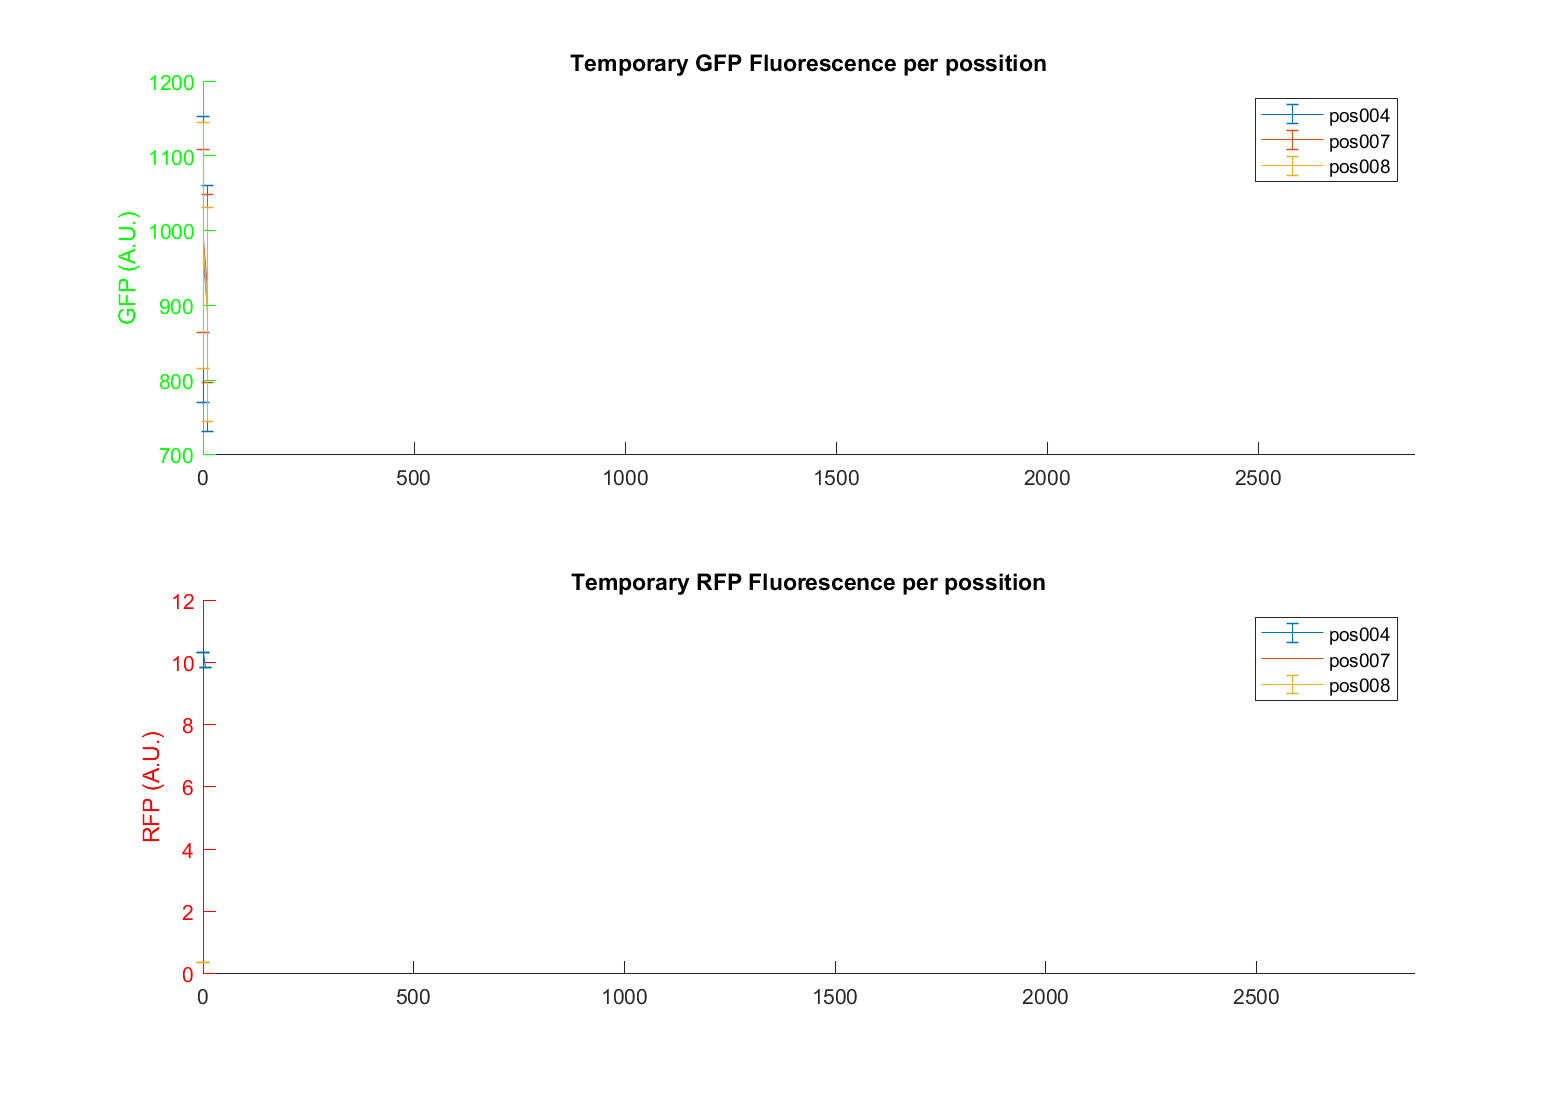 Temporary GFP Fluorescence per possition
GFP (A.U.)
1200
1100
1000
900
800
700
0 500 1000 1500 2000 2500
pos004
pos007
pos008
Temporary RFP Fluorescence per possition
RFP (A.U.)
12
10
8
6
4
2
0
0 500 1000 1500 2000 2500
pos004
pos007
pos008